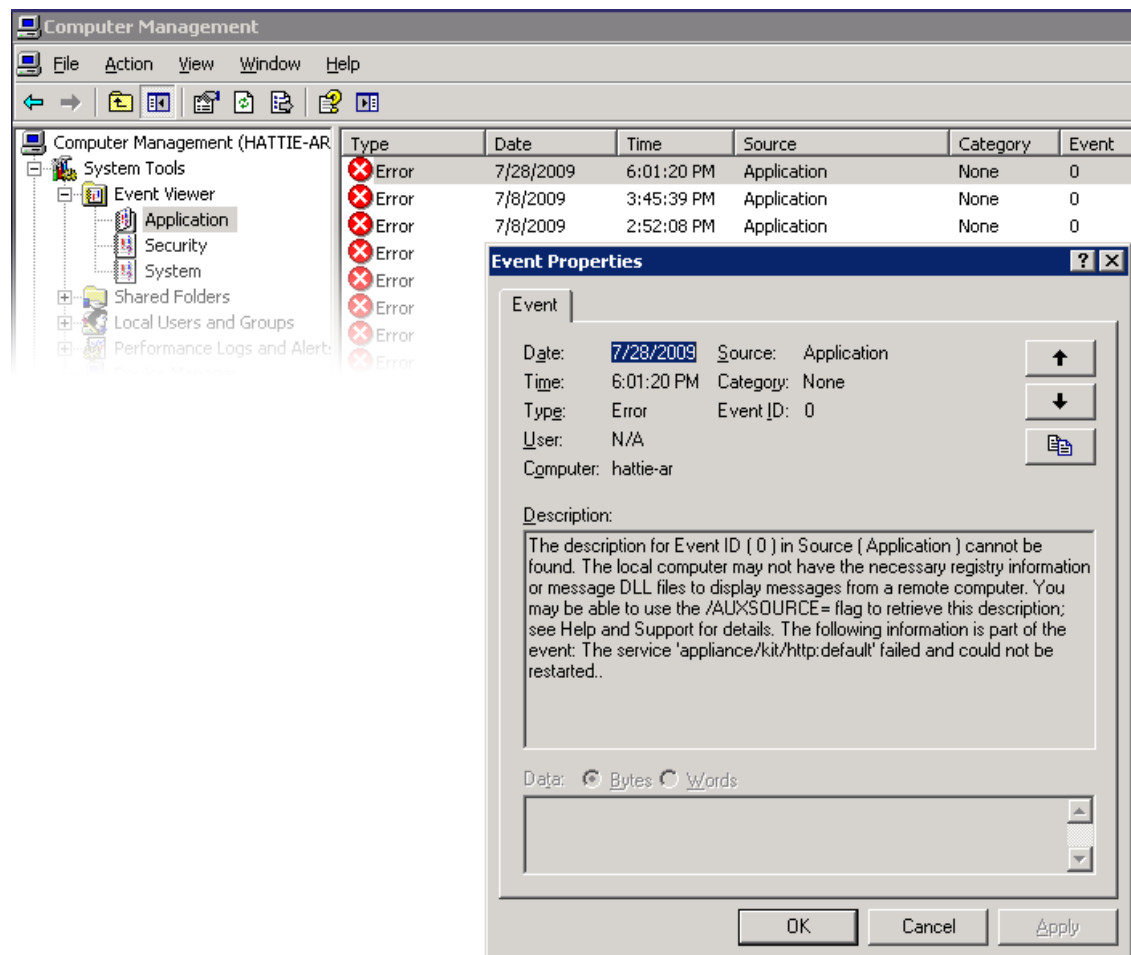 Computer Management
File Action View Window Help
Computer Management (HATTIE-AR
System Tools
Event Viewer
Application
Security
System
Shared Folders
Local Users and Groups
Performance Logs and Alert
Type Date Time Source Category Event
Error 7/28/2009 6:01:20 PM Application None 0
Error 7/8/2009 3:45:39 PM Application None 0
Error 7/8/2009 2:52:08 PM Application None 0
Error
Error
Error
Error
Error
Event Properties
Event
Date: 7/28/2009 Source: Application
Time: 6:01:20 PM Category: None
Type: Error Event ID: 0
User: N/A
Computer: hattie-ar
Description:
The description for Event ID ( 0 ) in Source ( Application ) cannot be
found. The local computer may not have the necessary registry information
or message DLL files to display messages from a remote computer. You
may be able to use the /AUXSOURCE= flag to retrieve this description;
see Help and Support for details. The following information is part of the
event: The service 'appliance/kit/http:default' failed and could not be
restarted..
Data: Bytes Words
OK Cancel Apply